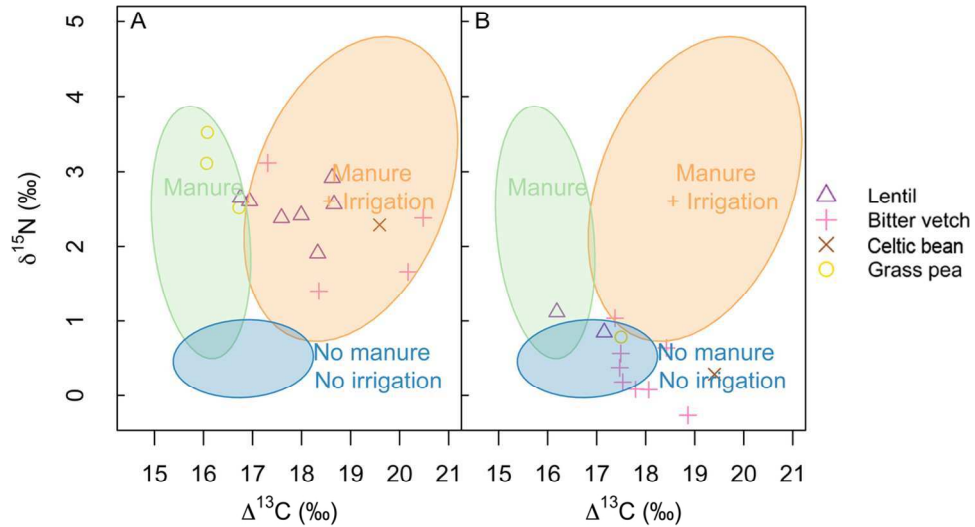 A
B
5
4
3
2
1
0
δ¹⁵N (‰)
Manure
Manure
+ Irrigation
No manure
No irrigation
Manure
Manure
+ Irrigation
No manure
No irrigation
15 16 17 18 19 20 21
15 16 17 18 19 20 21
Δ¹³C (‰)
Δ¹³C (‰)
Lentil
Bitter vetch
Celtic bean
Grass pea